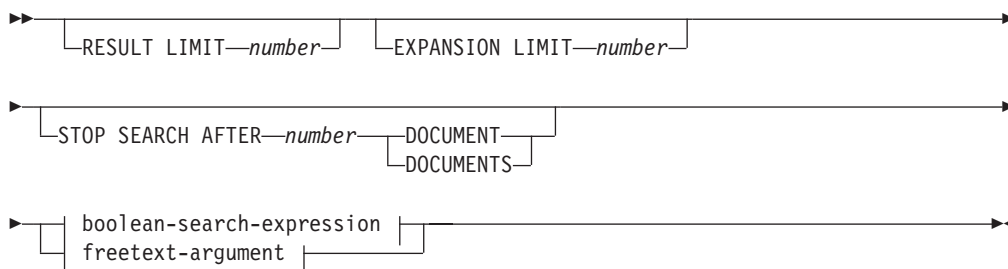 RESULT LIMIT number EXPANSION LIMIT number
STOP SEARCH AFTER number DOCUMENT
DOCUMENTS
boolean-search-expression
freetext-argument